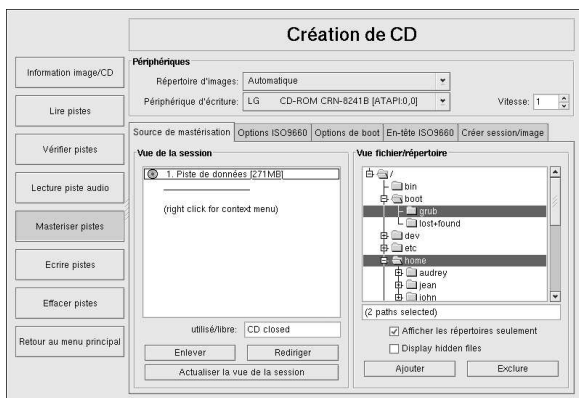 Création de CD
Information image/CD
Lire pistes
Vérifier pistes
Lecture piste audio
Masteriser pistes
Ecrire pistes
Effacer pistes
Retour au menu principal
Périphériques
Répertoire d'images: Automatique
Périphérique d'écriture: LG CD-ROM CRN-8241B [ATAPI:0,0] Vitesse: 1
Source de mastérisation Options ISO9660 Options de boot En-tête ISO9660 Créer session/image
Vue de la session
1. Piste de données [271MB]
(right click for context menu)
utilisé/libre: CD closed
Enlever Rediriger
Actualiser la vue de la session
Vue fichier/répertoire
/
bin
boot
grub
lost+found
dev
etc
home
audrey
jean
john
(2 paths selected)
Afficher les répertoires seulement
Display hidden files
Ajouter Exclure